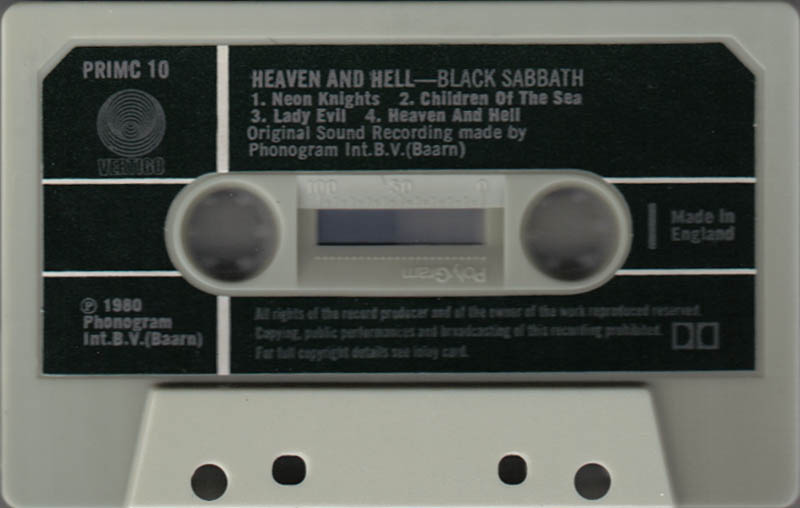 PRIMC 10
VERTIGO
HEAVEN AND HELL—BLACK SABBATH
1. Neon Knights 2. Children Of The Sea
3. Lady Evil 4. Heaven And Hell
Original Sound Recording made by
Phonogram Int.B.V.(Baarn)
100 50 0
PolyGram
Made in
England
℗ 1980
Phonogram
Int.B.V.(Baarn)
All rights of the record producer and of the owner of the work reproduced reserved.
Copying, public performances and broadcasting of this recording prohibited.
For full copyright details see inlay card.